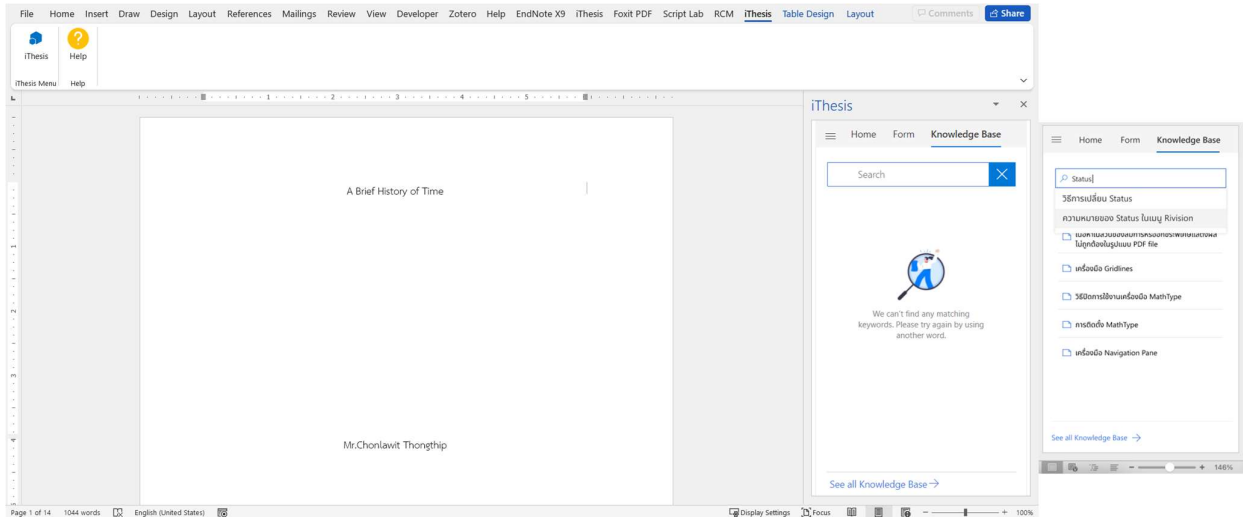 File Home Insert Draw Design Layout References Mailings Review View Developer Zotero Help EndNote X9 iThesis Foxit PDF Script Lab RCM iThesis Table Design Layout Comments Share
iThesis Help
iThesis Menu Help
1 2 3 4 5
iThesis
Home Form Knowledge Base
Search
A Brief History of Time
We can't find any matching
keywords. Please try again by using
another word.
Mr.Chonlawit Thongthip
See all Knowledge Base
Page 1 of 14 1044 words English (United States) Display Settings Focus 100%
Home Form Knowledge Base
Status
วิธีการเปลี่ยน Status
ความหมายของ Status ในเมนู Rivision
ไม่ถูกต้องในรูปแบบ PDF file
เครื่องมือ Gridlines
วิธีปิดการใช้งานเครื่องมือ MathType
การติดตั้ง MathType
เครื่องมือ Navigation Pane
See all Knowledge Base
146%